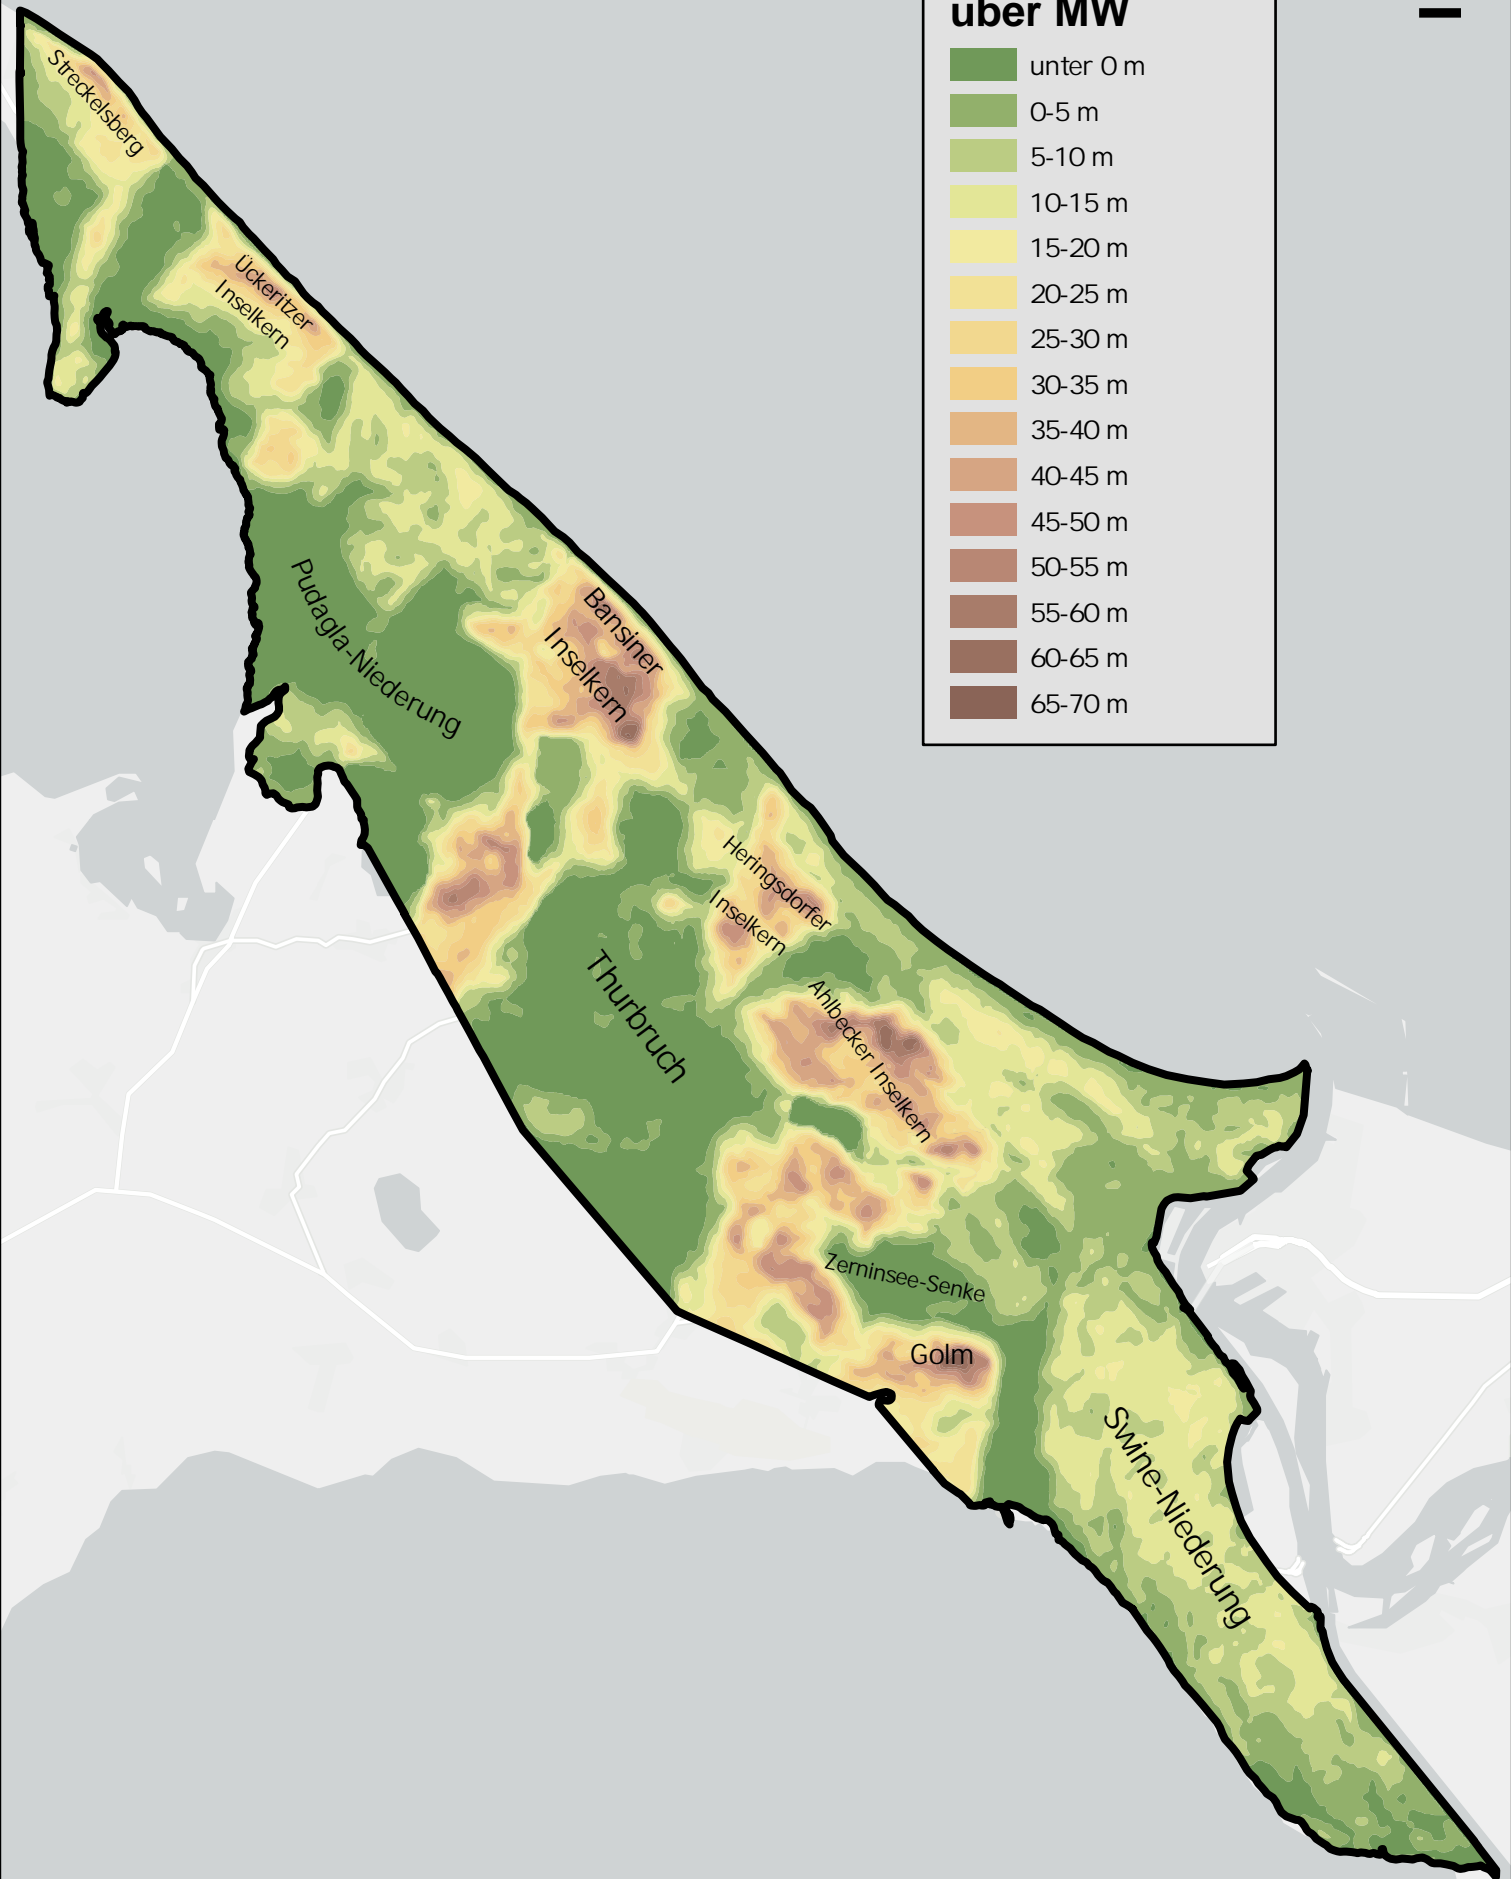 über MW
unter 0 m
0-5 m
5-10 m
10-15 m
15-20 m
20-25 m
25-30 m
30-35 m
35-40 m
40-45 m
45-50 m
50-55 m
55-60 m
60-65 m
65-70 m
Streckelsberg
Ückeritzer
Inselkern
Pudagla-Niederung
Bansiner
Inselkern
Heringsdorfer
Inselkern
Thurbruch
Ahlbecker Inselkern
Zerninsee-Senke
Golm
Swine-Niederung